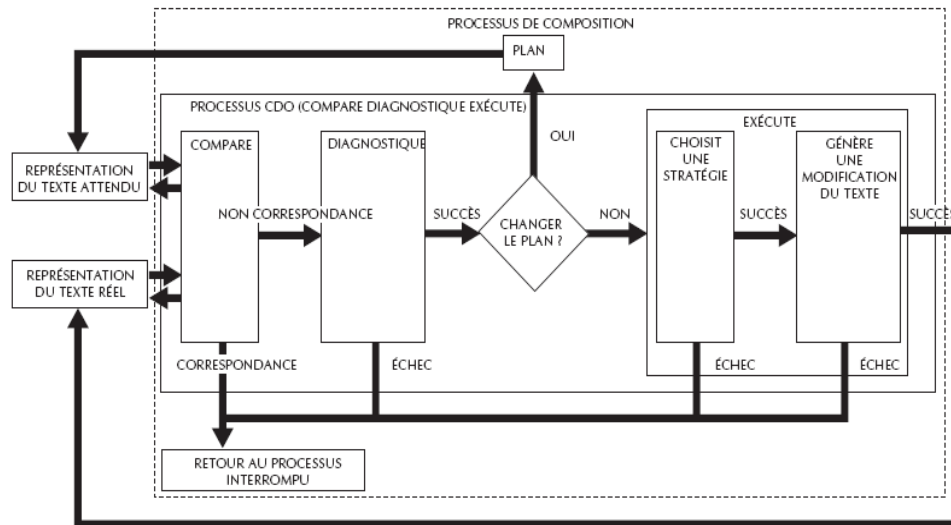 PROCESSUS DE COMPOSITION
PLAN
PROCESSUS CDO (COMPARE DIAGNOSTIQUE EXÉCUTE)
OUI
EXÉCUTE
COMPARE
DIAGNOSTIQUE
CHOISIT
UNE
STRATÉGIE
GÉNÈRE
UNE
MODIFICATION
DU TEXTE
REPRÉSENTATION
DU TEXTE ATTENDU
NON CORRESPONDANCE
SUCCÈS
CHANGER
LE PLAN ?
NON
SUCCÈS
SUCCÈS
REPRÉSENTATION
DU TEXTE RÉEL
CORRESPONDANCE
ÉCHEC
ÉCHEC
ÉCHEC
RETOUR AU PROCESSUS
INTERROMPU